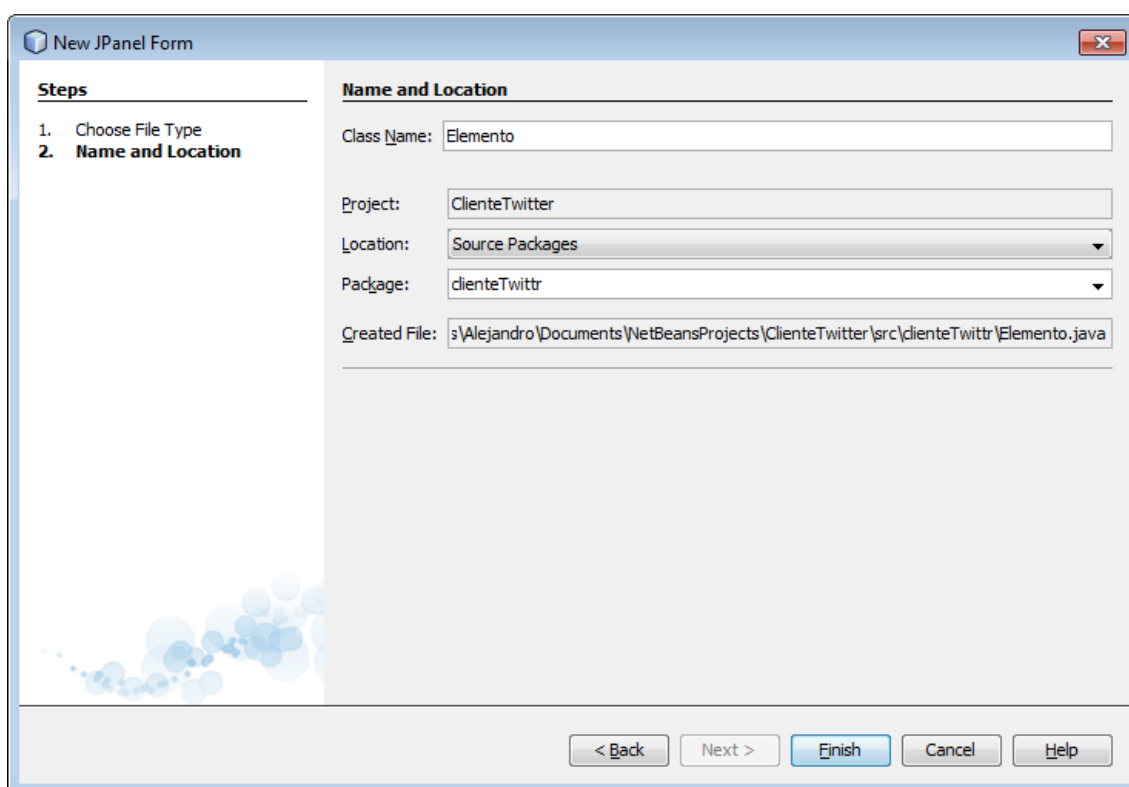 New JPanel Form
Steps
1. Choose File Type
2. Name and Location
Name and Location
Class Name: Elemento
Project: ClienteTwitter
Location: Source Packages
Package: clienteTwittr
Created File: s\Alejandro\Documents\NetBeansProjects\ClienteTwitter\src\clienteTwittr\Elemento.java
< Back Next > Finish Cancel Help